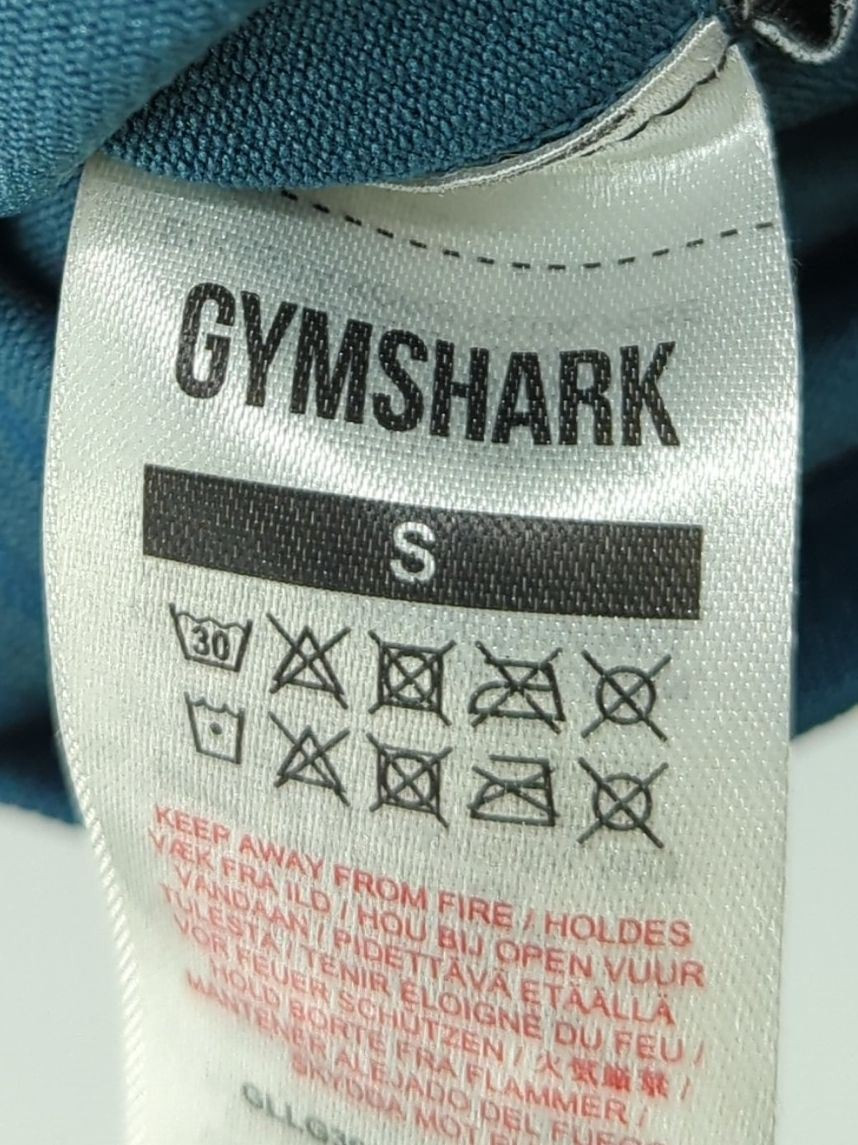 GYMSHARK
S
30
KEEP AWAY FROM FIRE / HOLDES
VÆK FRA ILD / HOU BIJ OPEN VUUR
VANDAAN / PIDETTÄVÄ ETÄÄLLÄ
TULESTA / TENIR ÉLOIGNÉ DU FEU /
VOR FEUER SCHÜTZEN / 火気厳禁 /
HOLD BORTE FRA FLAMMER /
MANTENER ALEJADO DEL FUEGO
SKYDDA MOT
GLLG3